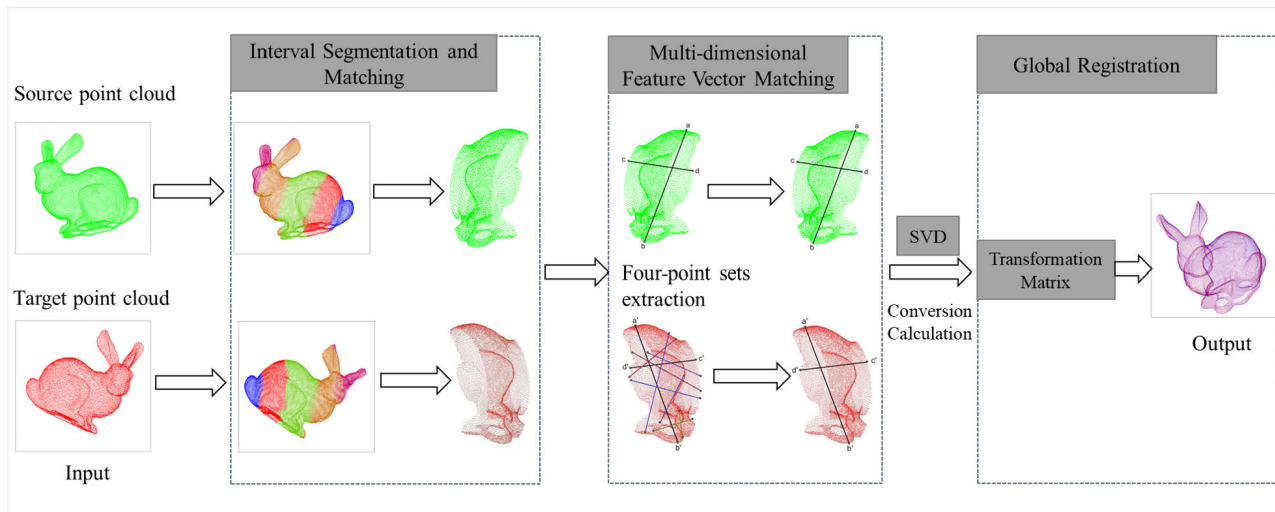 Interval Segmentation and
Matching
Multi-dimensional
Feature Vector Matching
Global Registration
Source point cloud
a
c
d
b
a
c
d
b
SVD
Four-point sets
extraction
Transformation
Matrix
Target point cloud
Conversion
Calculation
a'
c'
d'
b'
a'
c'
d'
b'
Output
Input